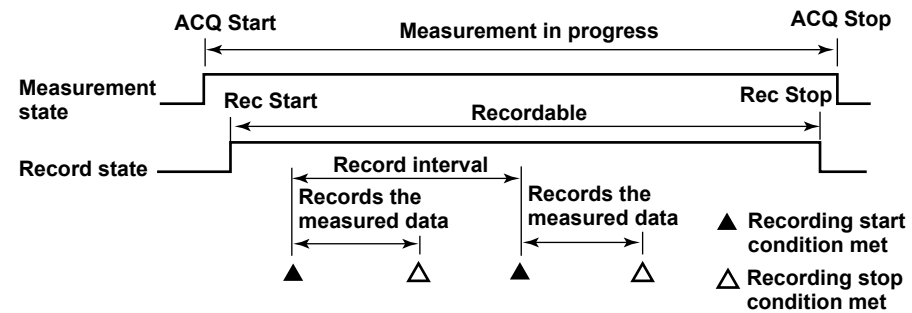 ACQ Start
ACQ Stop
Measurement in progress
Measurement
state
Rec Start
Rec Stop
Recordable
Record state
Record interval
Records the
measured data
Records the
measured data
▲ Recording start
condition met
△ Recording stop
condition met